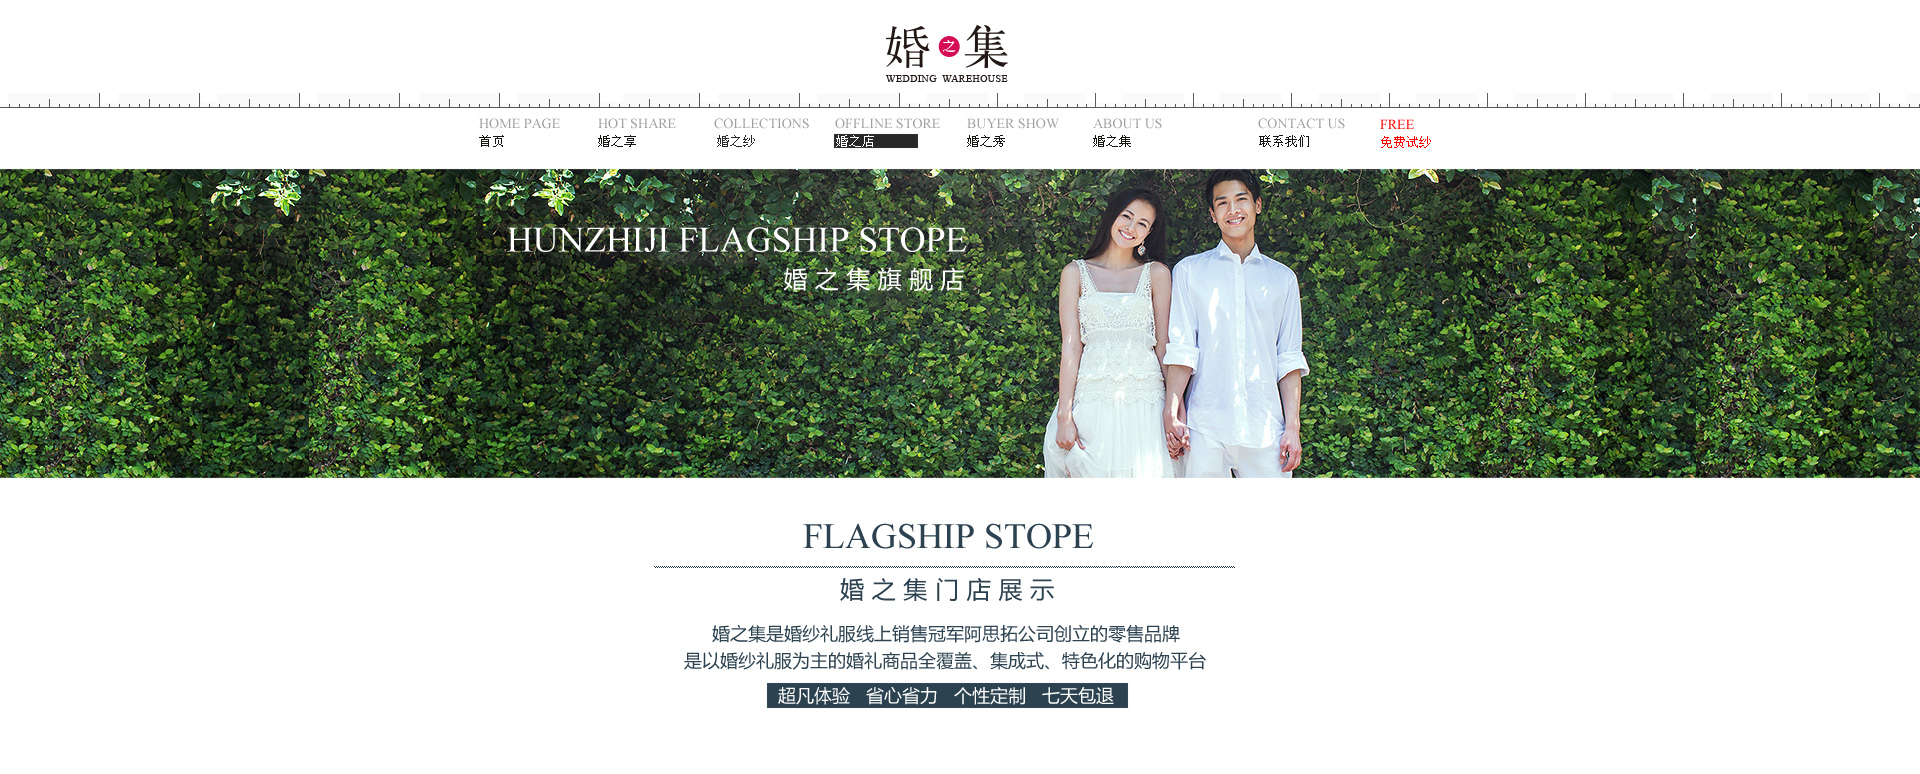 婚之集
WEDDING WAREHOUSE
HOME PAGE HOT SHARE COLLECTIONS OFFLINE STORE BUYER SHOW ABOUT US CONTACT US FREE
首页 婚之享 婚之纱 婚之店 婚之秀 婚之集 联系我们 免费试纱
HUNZHIJI FLAGSHIP STOPE
婚之集旗舰店
FLAGSHIP STOPE
婚之集门店展示
婚之集是婚纱礼服线上销售冠军阿思拓公司创立的零售品牌
是以婚纱礼服为主的婚礼商品全覆盖、集成式、特色化的购物平台
超凡体验 省心省力 个性定制 七天包退